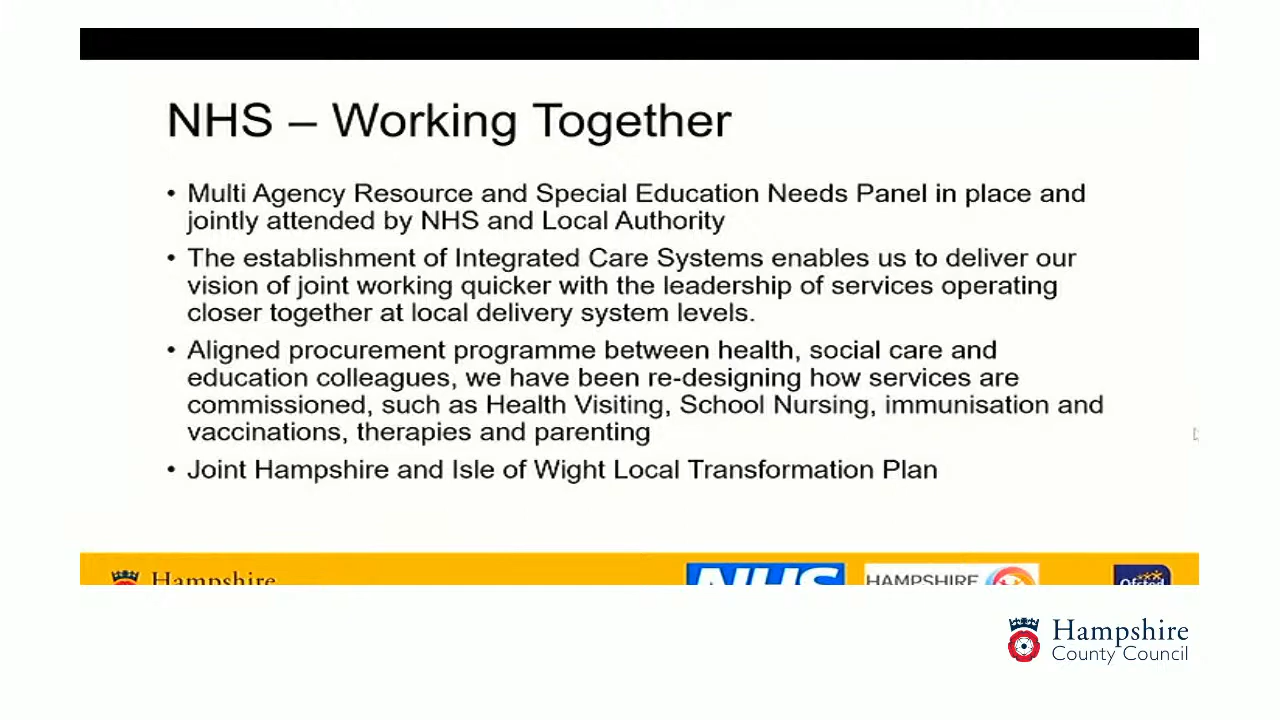 NHS – Working Together
• Multi Agency Resource and Special Education Needs Panel in place and
jointly attended by NHS and Local Authority
• The establishment of Integrated Care Systems enables us to deliver our
vision of joint working quicker with the leadership of services operating
closer together at local delivery system levels.
• Aligned procurement programme between health, social care and
education colleagues, we have been re-designing how services are
commissioned, such as Health Visiting, School Nursing, immunisation and
vaccinations, therapies and parenting
• Joint Hampshire and Isle of Wight Local Transformation Plan
Hampshire
NHS
HAMPSHIRE
Ofsted
Hampshire
County Council